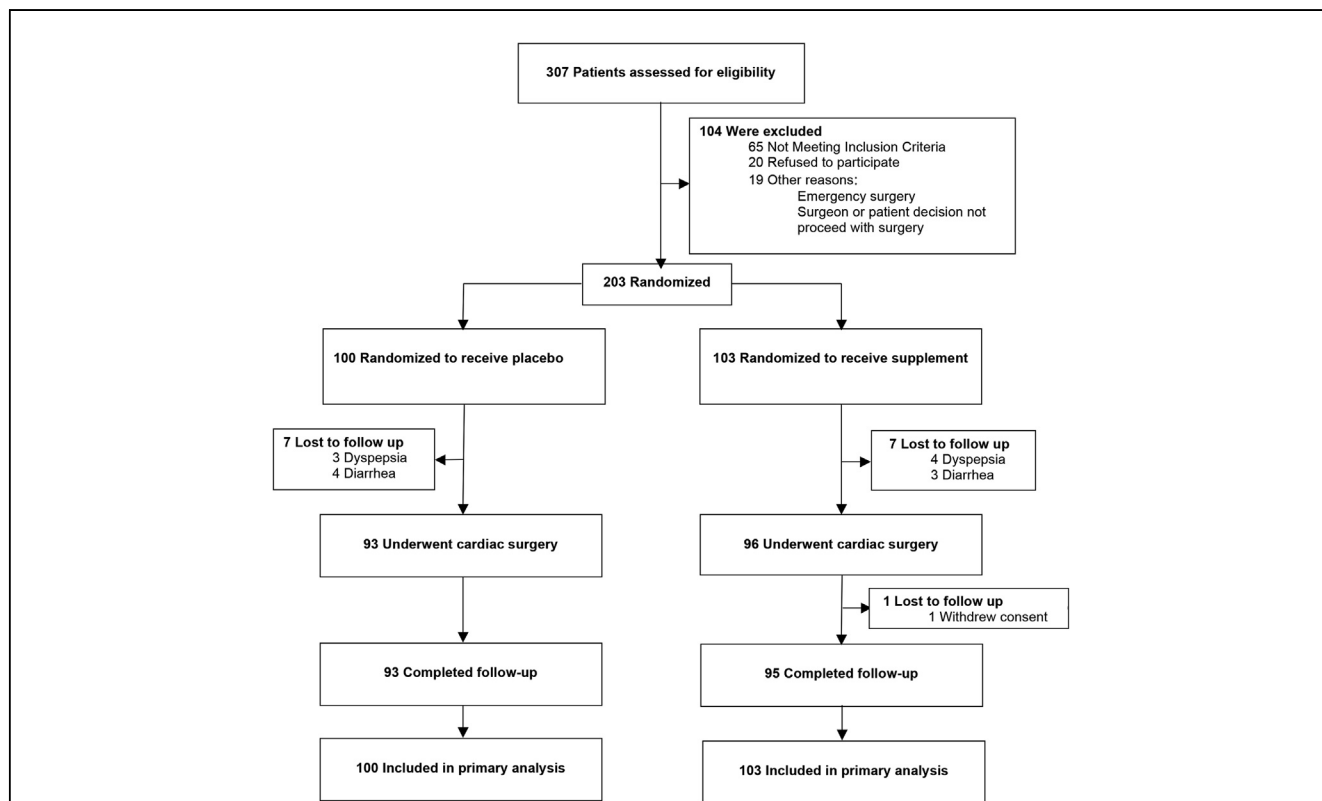 307 Patients assessed for eligibility
104 Were excluded
65 Not Meeting Inclusion Criteria
20 Refused to participate
19 Other reasons:
Emergency surgery
Surgeon or patient decision not
proceed with surgery
203 Randomized
100 Randomized to receive placebo
103 Randomized to receive supplement
7 Lost to follow up
3 Dyspepsia
4 Diarrhea
7 Lost to follow up
4 Dyspepsia
3 Diarrhea
93 Underwent cardiac surgery
96 Underwent cardiac surgery
1 Lost to follow up
1 Withdrew consent
93 Completed follow-up
95 Completed follow-up
100 Included in primary analysis
103 Included in primary analysis